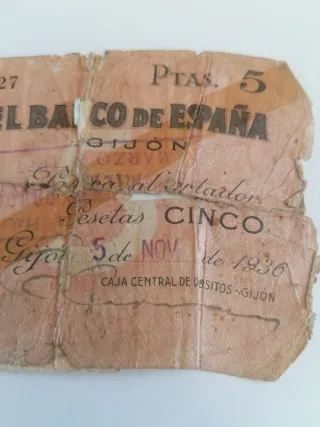 27
PTAS. 5
EL BANCO DE ESPAÑA
GIJÓN
MARZO
Pagará al portador
Pesetas CINCO
Gijón 5 de NOV. de 1936
CAJA CENTRAL DE DEPÓSITOS-GIJÓN